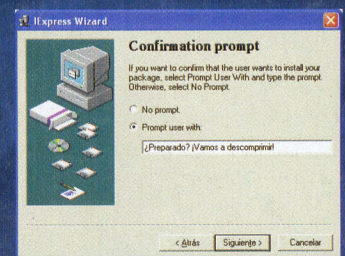 IExpress Wizard
Confirmation prompt
If you want to confirm that the user wants to install your
package, select Prompt User With and type the prompt.
Otherwise, select No Prompt.
No prompt.
Prompt user with:
¿Preparado? ¡Vamos a descomprimir!
< Atrás
Siguiente >
Cancelar